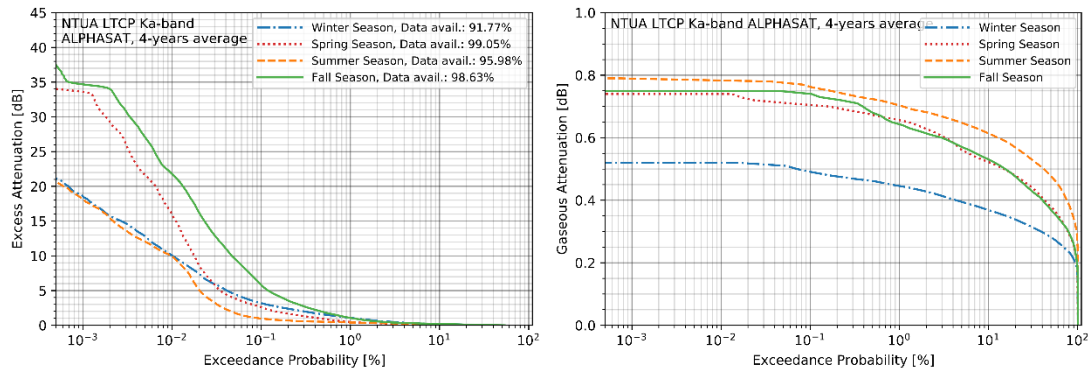 NTUA LTCP Ka-band
ALPHASAT, 4-years average
Winter Season, Data avail.: 91.77%
Spring Season, Data avail.: 99.05%
Summer Season, Data avail.: 95.98%
Fall Season, Data avail.: 98.63%
Excess Attenuation [dB]
45
40
35
30
25
20
15
10
5
0
10⁻³
10⁻²
10⁻¹
10⁰
10¹
10²
Exceedance Probability [%]
NTUA LTCP Ka-band ALPHASAT, 4-years average
Winter Season
Spring Season
Summer Season
Fall Season
Gaseous Attenuation [dB]
1.0
0.8
0.6
0.4
0.2
0.0
10⁻³
10⁻²
10⁻¹
10⁰
10¹
10²
Exceedance Probability [%]